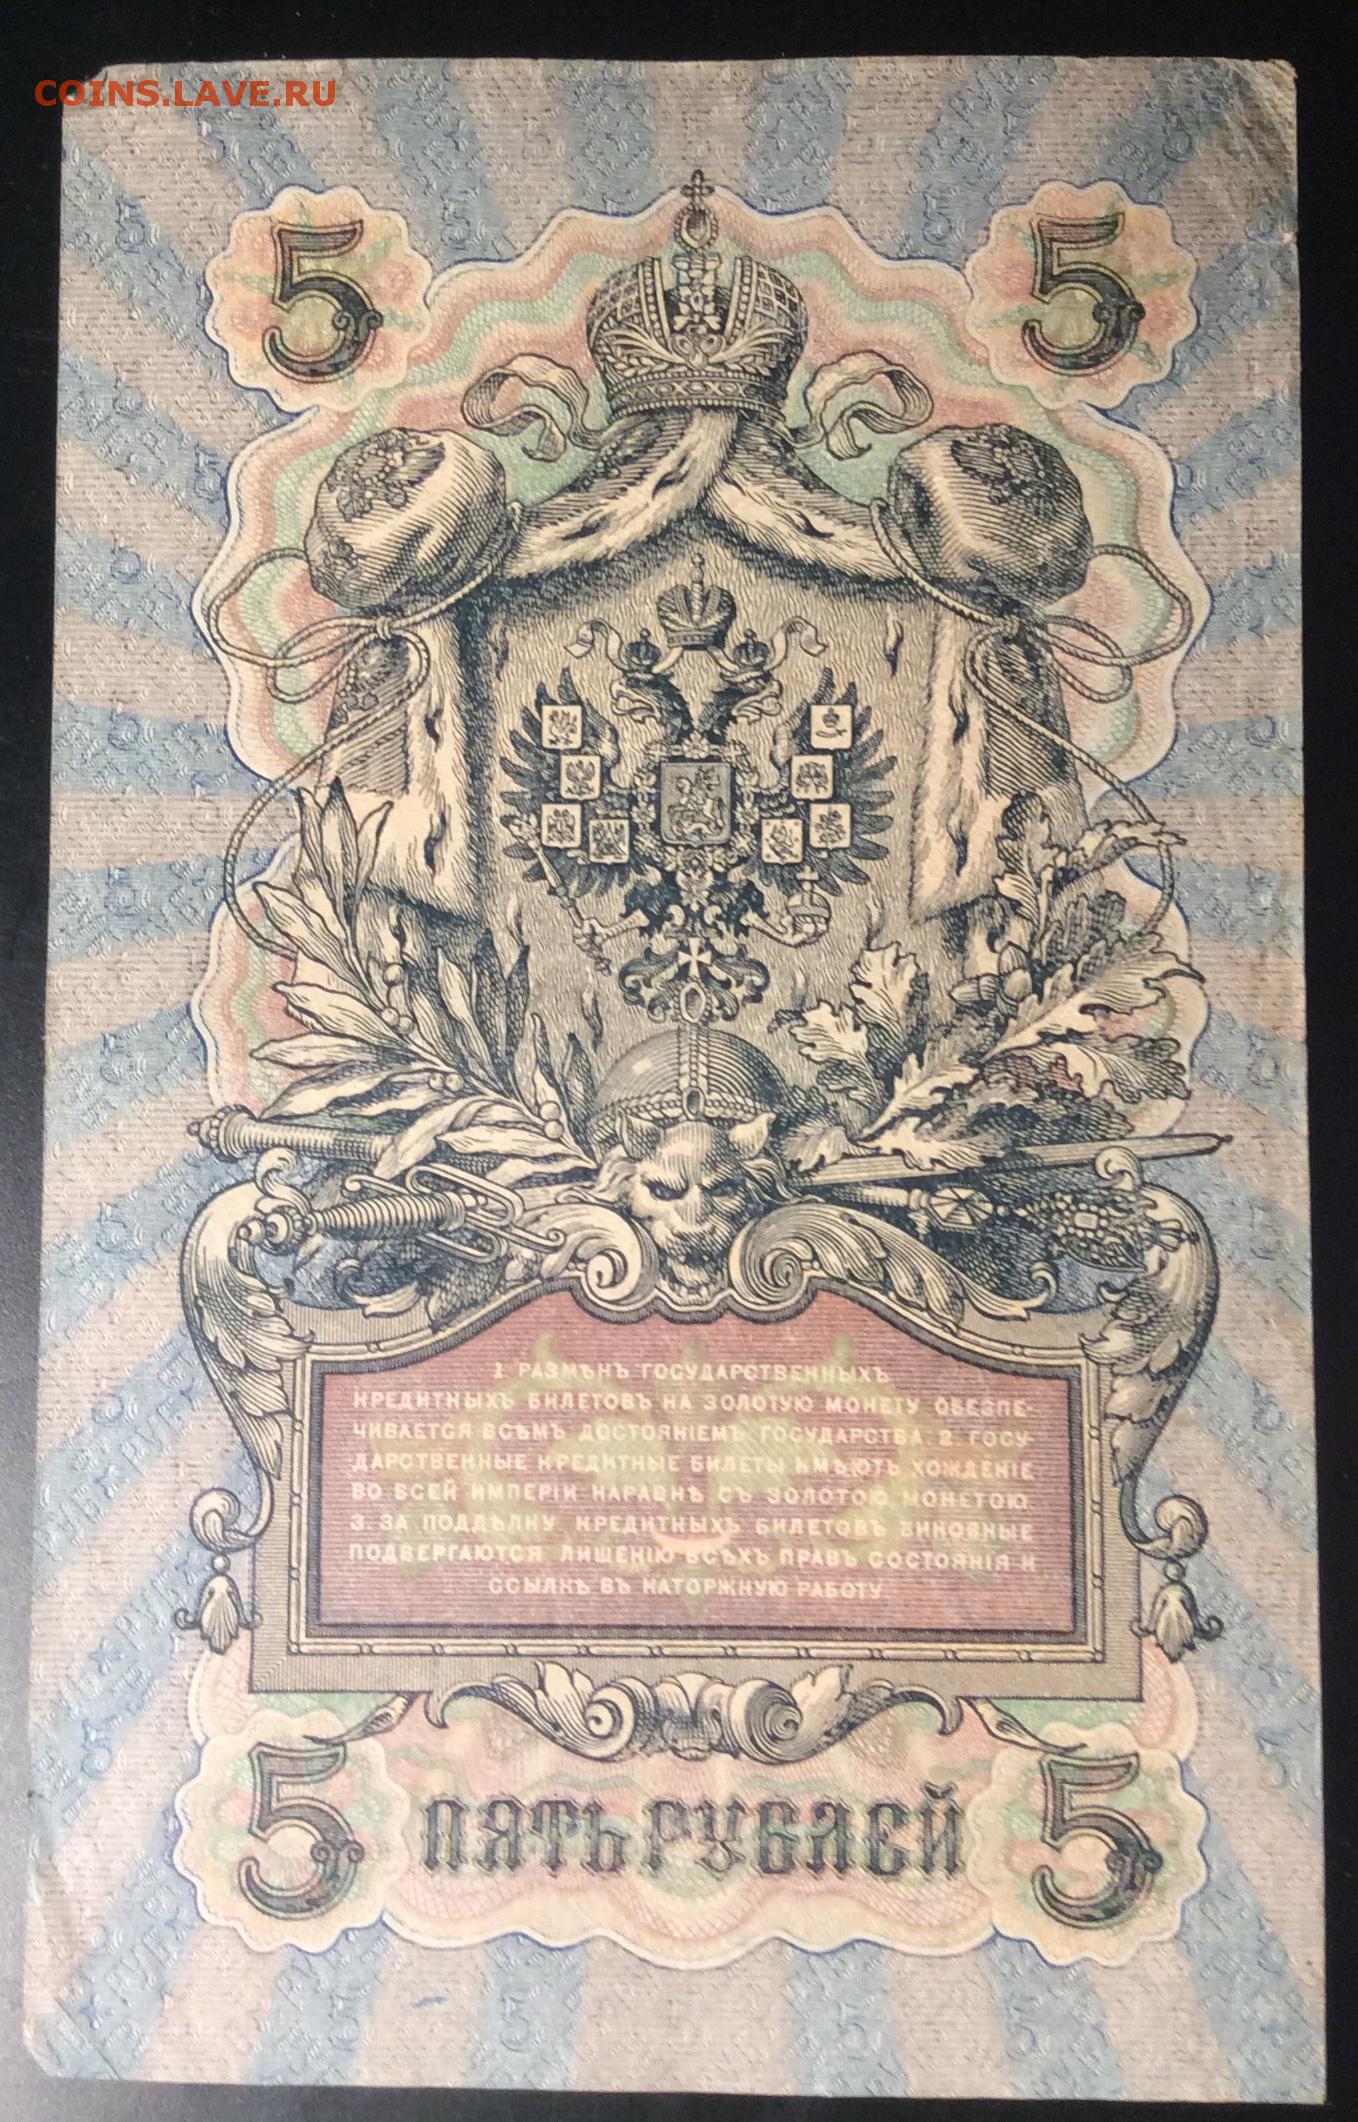 COINS.LAVE.RU
5 5
1. РАЗМѢНЪ ГОСУДАРСТВЕННЫХЪ
КРЕДИТНЫХЪ БИЛЕТОВЪ НА ЗОЛОТУЮ МОНЕТУ ОБЕЗПЕ-
ЧИВАЕТСЯ ВСѢМЪ ДОСТОЯНІЕМЪ ГОСУДАРСТВА. 2. ГОСУ-
ДАРСТВЕННЫЕ КРЕДИТНЫЕ БИЛЕТЫ ИМѢЮТЪ ХОЖДЕНІЕ
ВО ВСЕЙ ИМПЕРІИ НАРАВНѢ СЪ ЗОЛОТОЮ МОНЕТОЮ.
3. ЗА ПОДДѢЛКУ КРЕДИТНЫХЪ БИЛЕТОВЪ ВИНОВНЫЕ
ПОДВЕРГАЮТСЯ ЛИШЕНІЮ ВСѢХЪ ПРАВЪ СОСТОЯНІЯ И
ССЫЛКѢ ВЪ КАТОРЖНУЮ РАБОТУ.
5 ПЯТЬ РУБЛЕЙ 5